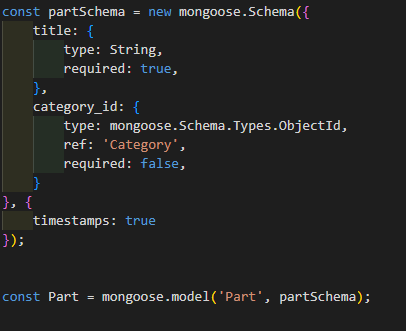 const partSchema = new mongoose.Schema({
    title: {
        type: String,
        required: true,
    },
    category_id: {
        type: mongoose.Schema.Types.ObjectId,
        ref: 'Category',
        required: false,
    }
}, {
    timestamps: true
});
const Part = mongoose.model('Part', partSchema);